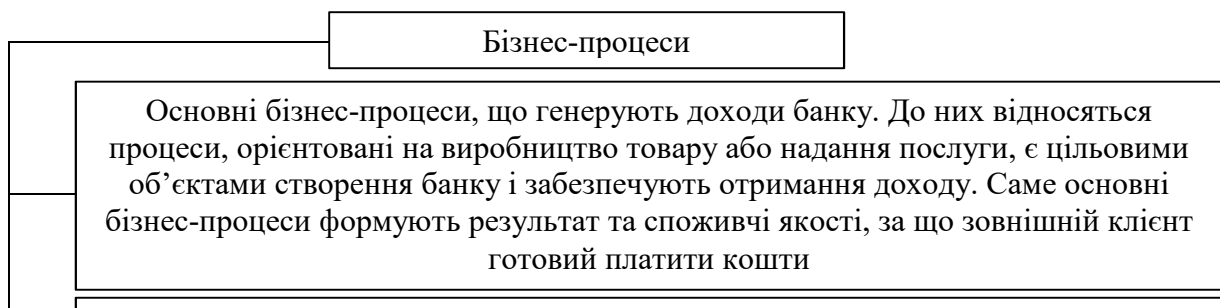 Бізнес-процеси
Основні бізнес-процеси, що генерують доходи банку. До них відносяться
процеси, орієнтовані на виробництво товару або надання послуги, є цільовими
об’єктами створення банку і забезпечують отримання доходу. Саме основні
бізнес-процеси формують результат та споживчі якості, за що зовнішній клієнт
готовий платити кошти